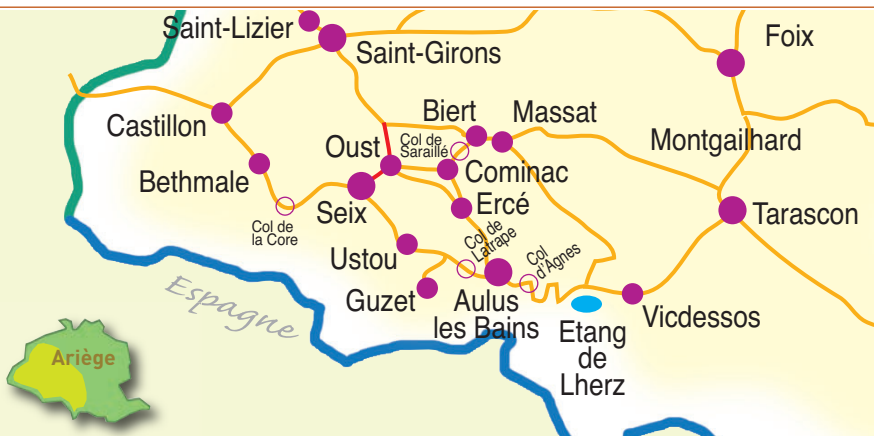 Saint-Lizier
Saint-Girons
Foix
Castillon
Biert
Massat
Montgailhard
Oust
Col de
Saraillé
Cominac
Bethmale
Seix
Ercé
Tarascon
Col de
la Core
Ustou
Col de
Latrape
Col
d'Agnes
Guzet
Aulus
les Bains
Vicdessos
Etang
de
Lherz
Espagne
Ariège